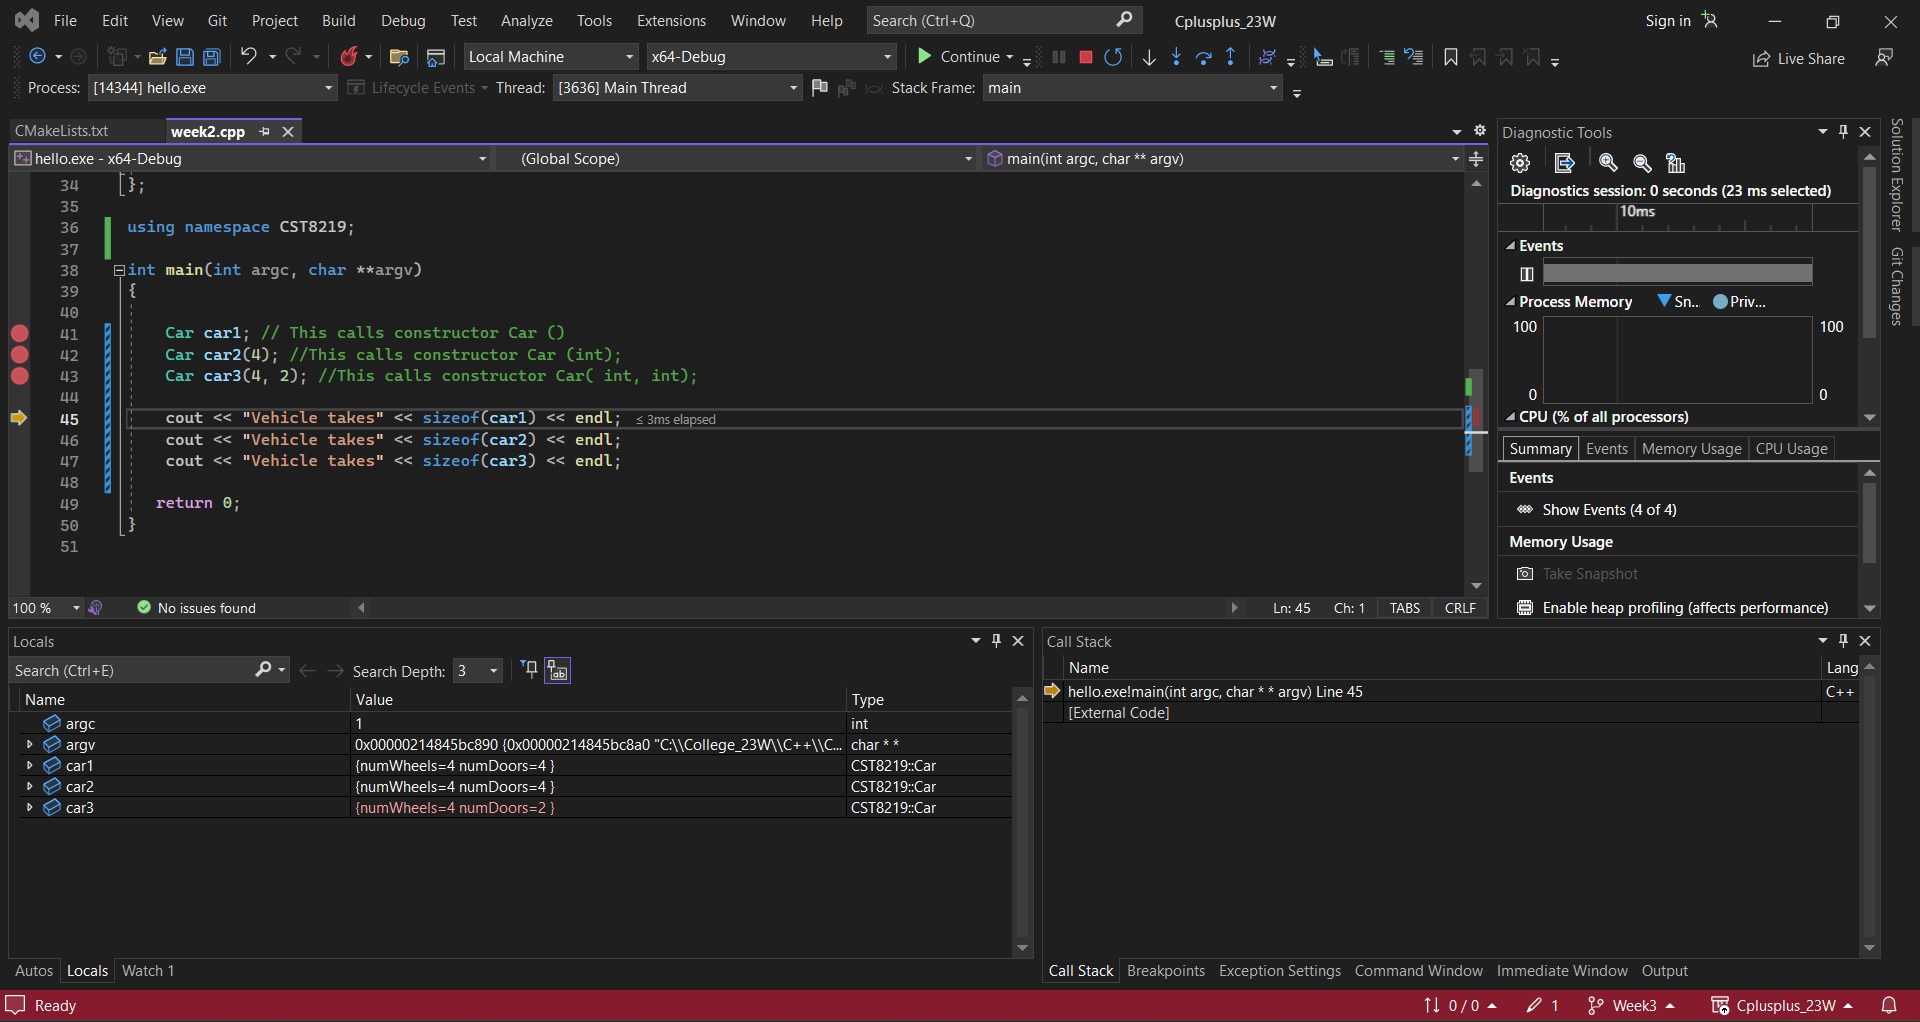 File Edit View Git Project Build Debug Test Analyze Tools Extensions Window Help Search (Ctrl+Q) Cplusplus_23W Sign in
Local Machine x64-Debug Continue Live Share
Process: [14344] hello.exe Lifecycle Events Thread: [3636] Main Thread Stack Frame: main
CMakeLists.txt week2.cpp
hello.exe - x64-Debug (Global Scope) main(int argc, char ** argv)
34 };
35
36 using namespace CST8219;
37
38 int main(int argc, char **argv)
39 {
40
41 Car car1; // This calls constructor Car ()
42 Car car2(4); //This calls constructor Car (int);
43 Car car3(4, 2); //This calls constructor Car( int, int);
44
45 cout << "Vehicle takes" << sizeof(car1) << endl; ≤ 3ms elapsed
46 cout << "Vehicle takes" << sizeof(car2) << endl;
47 cout << "Vehicle takes" << sizeof(car3) << endl;
48
49 return 0;
50 }
51
100 % No issues found Ln: 45 Ch: 1 TABS CRLF
Diagnostic Tools
Diagnostics session: 0 seconds (23 ms selected)
10ms
Events
Process Memory Sn... Priv...
100 100
0 0
CPU (% of all processors)
Summary Events Memory Usage CPU Usage
Events
Show Events (4 of 4)
Memory Usage
Take Snapshot
Enable heap profiling (affects performance)
Solution Explorer
Git Changes
Locals
Search (Ctrl+E) Search Depth: 3
Name Value Type
argc 1 int
argv 0x00000214845bc890 {0x00000214845bc8a0 "C:\\College_23W\\C++\\C... char * *
car1 {numWheels=4 numDoors=4 } CST8219::Car
car2 {numWheels=4 numDoors=4 } CST8219::Car
car3 {numWheels=4 numDoors=2 } CST8219::Car
Autos Locals Watch 1
Call Stack
Name Lang
hello.exe!main(int argc, char * * argv) Line 45 C++
[External Code]
Call Stack Breakpoints Exception Settings Command Window Immediate Window Output
Ready 0 / 0 1 Week3 Cplusplus_23W